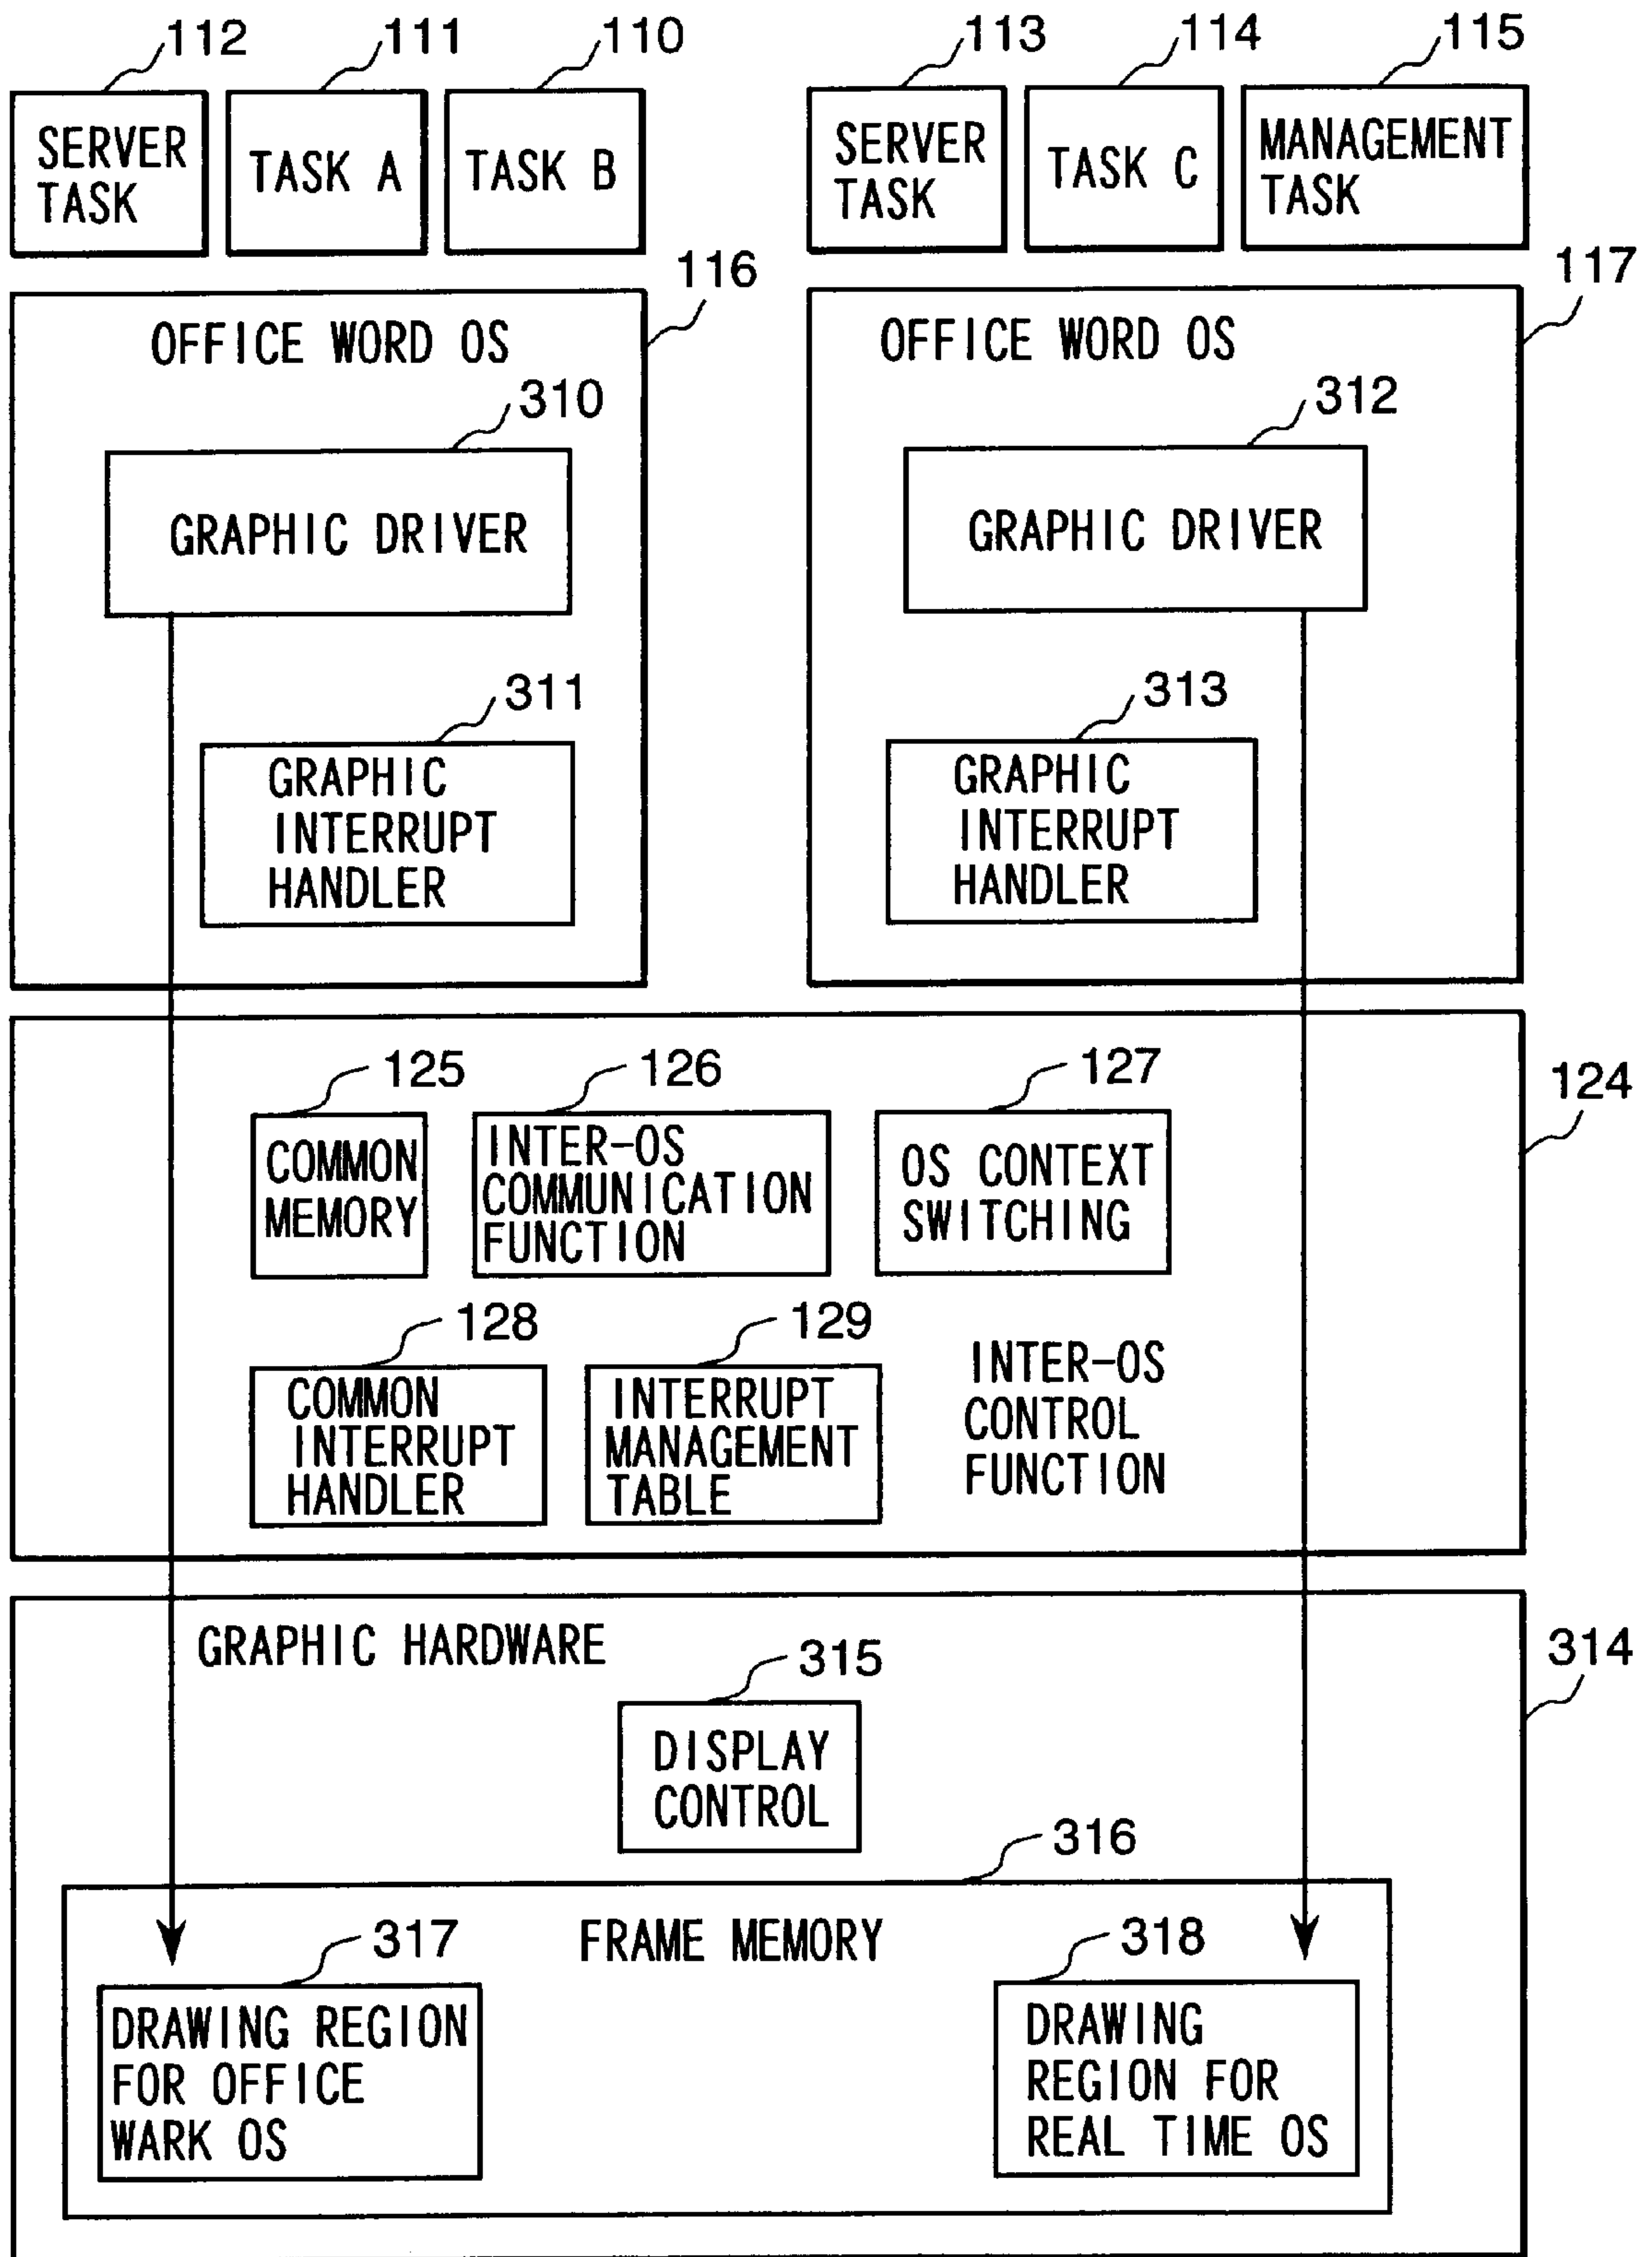 112
111
110
113
114
115
SERVER
TASK
TASK A
TASK B
SERVER
TASK
TASK C
MANAGEMENT
TASK
116
117
OFFICE WORD OS
OFFICE WORD OS
310
312
GRAPHIC DRIVER
GRAPHIC DRIVER
311
313
GRAPHIC
INTERRUPT
HANDLER
GRAPHIC
INTERRUPT
HANDLER
124
125
126
127
COMMON
MEMORY
INTER-OS
COMMUNICATION
FUNCTION
OS CONTEXT
SWITCHING
128
129
COMMON
INTERRUPT
HANDLER
INTERRUPT
MANAGEMENT
TABLE
INTER-OS
CONTROL
FUNCTION
GRAPHIC HARDWARE
314
315
DISPLAY
CONTROL
316
FRAME MEMORY
317
318
DRAWING REGION
FOR OFFICE
WARK OS
DRAWING
REGION FOR
REAL TIME OS